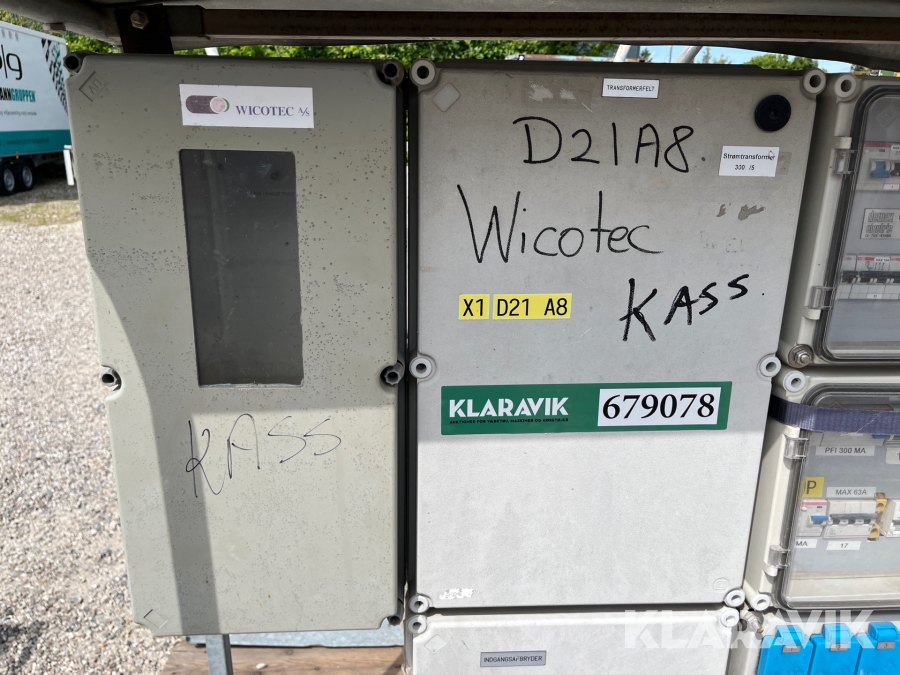 WICOTEC A/S
KASS
TRANSFORMERFELT
D21A8.
Strømtransformer
300 /5
Wicotec
KASS.
X1 D21 A8
KLARAVIK 679078
INDGANGSAFBRYDER
PFI 300 MA
P
MAX 63A
MA
17
KLARAVIK